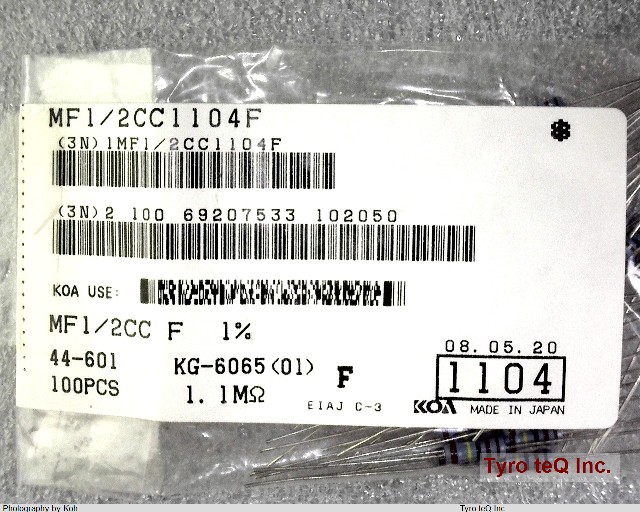 MF1/2CC1104F
(3N)1MF1/2CC1104F
(3N)2 100 69207533 102050
KOA USE:
MF1/2CC F 1%
44-601 KG-6065(01) F
100PCS 1.1MΩ
EIAJ C-3
08.05.20
1104
KOA MADE IN JAPAN
Tyro teQ Inc.
Photography by Koh Tyro teQ Inc